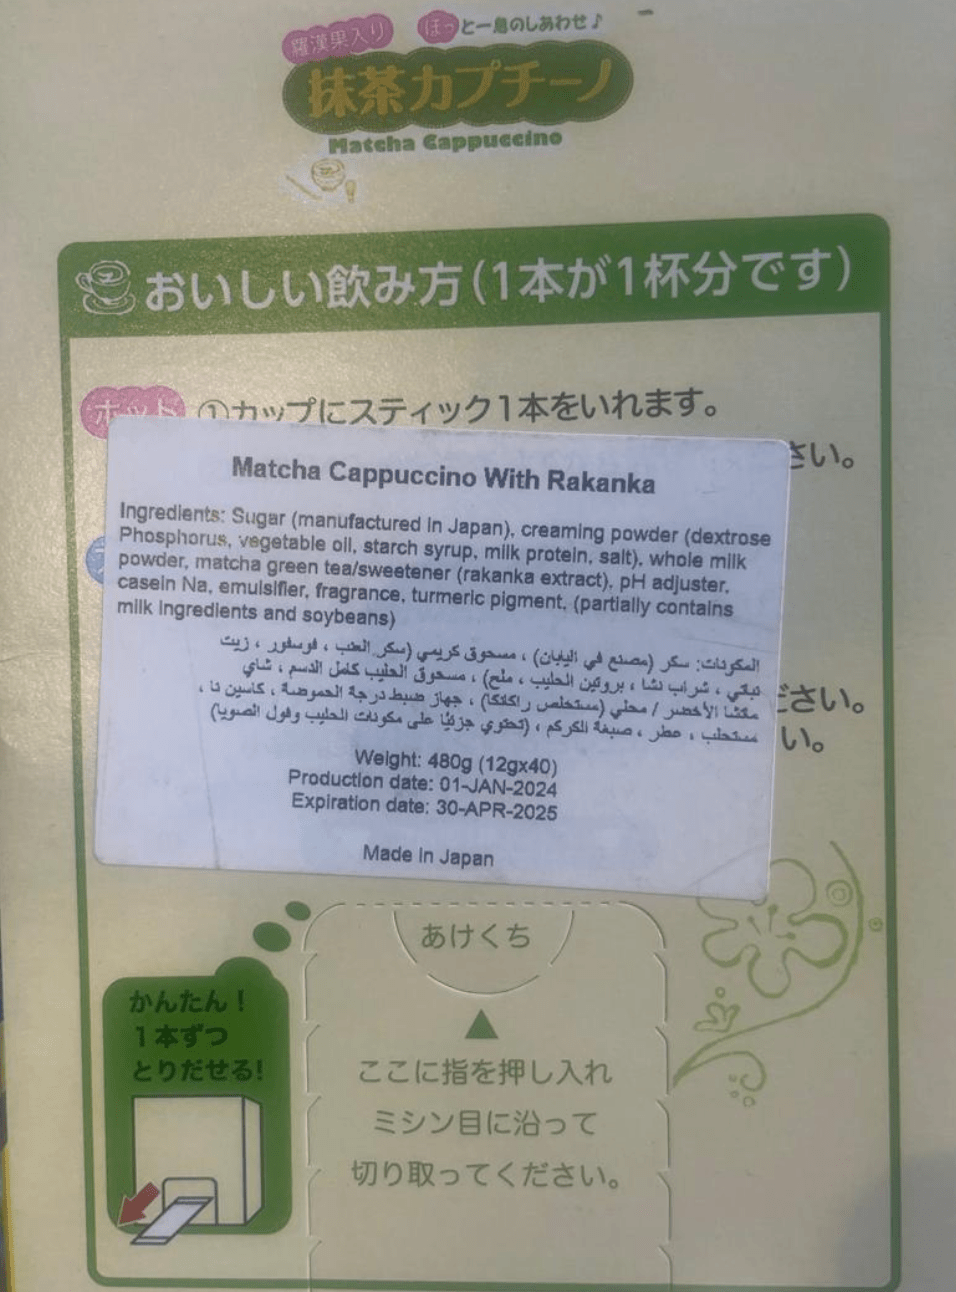 羅漢果入り
ほっと一息のしあわせ♪
抹茶カプチーノ
Matcha Cappuccino
おいしい飲み方(1本が1杯分です)
ホット ①カップにスティック1本をいれます。
さい。
Matcha Cappuccino With Rakanka
Ingredients: Sugar (manufactured in Japan), creaming powder (dextrose
Phosphorus, vegetable oil, starch syrup, milk protein, salt), whole milk
powder, matcha green tea/sweetener (rakanka extract), pH adjuster,
casein Na, emulsifier, fragrance, turmeric pigment, (partially contains
milk ingredients and soybeans)
المكونات: سكر (مصنع في اليابان) ، مسحوق كريمي (سكر العنب ، فوسفور ، زيت
نباتي ، شراب نشا ، بروتين الحليب ، ملح) ، مسحوق الحليب كامل الدسم ، شاي
ماتشا الأخضر / محلي (مستخلص راكانكا) ، جهاز ضبط درجة الحموضة ، كاسين نا ،
مستحلب ، عطر ، صبغة الكركم ، (تحتوي جزئيًا على مكونات الحليب وفول الصويا)
ださい。
い。
Weight: 480g (12gx40)
Production date: 01-JAN-2024
Expiration date: 30-APR-2025
Made in Japan
あけくち
かんたん!
1本ずつ
とりだせる!
ここに指を押し入れ
ミシン目に沿って
切り取ってください。